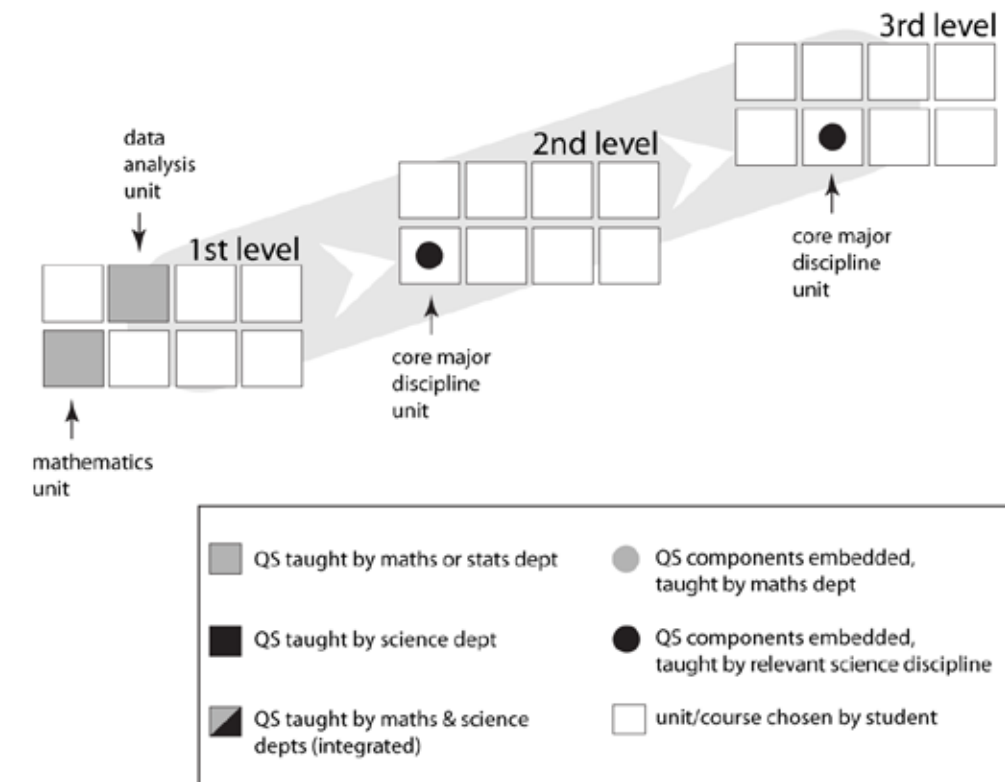 3rd level
data
analysis
unit
2nd level
1st level
core major
discipline
unit
core major
discipline
unit
mathematics
unit
QS taught by maths or stats dept
QS components embedded,
taught by maths dept
QS taught by science dept
QS components embedded,
taught by relevant science discipline
QS taught by maths & science
depts (integrated)
unit/course chosen by student